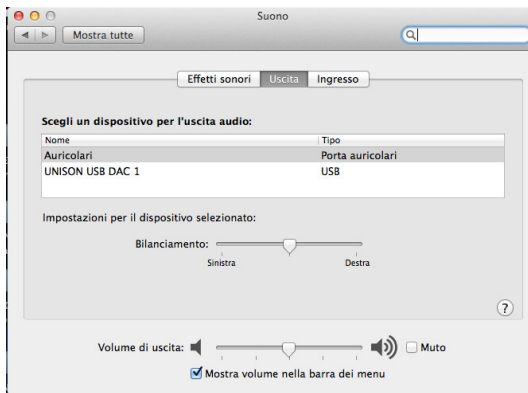 Suono
Mostra tutte
Effetti sonori Uscita Ingresso
Scegli un dispositivo per l'uscita audio:
Nome Tipo
Auricolari Porta auricolari
UNISON USB DAC 1 USB
Impostazioni per il dispositivo selezionato:
Bilanciamento:
Sinistra Destra
?
Volume di uscita: Muto
Mostra volume nella barra dei menu